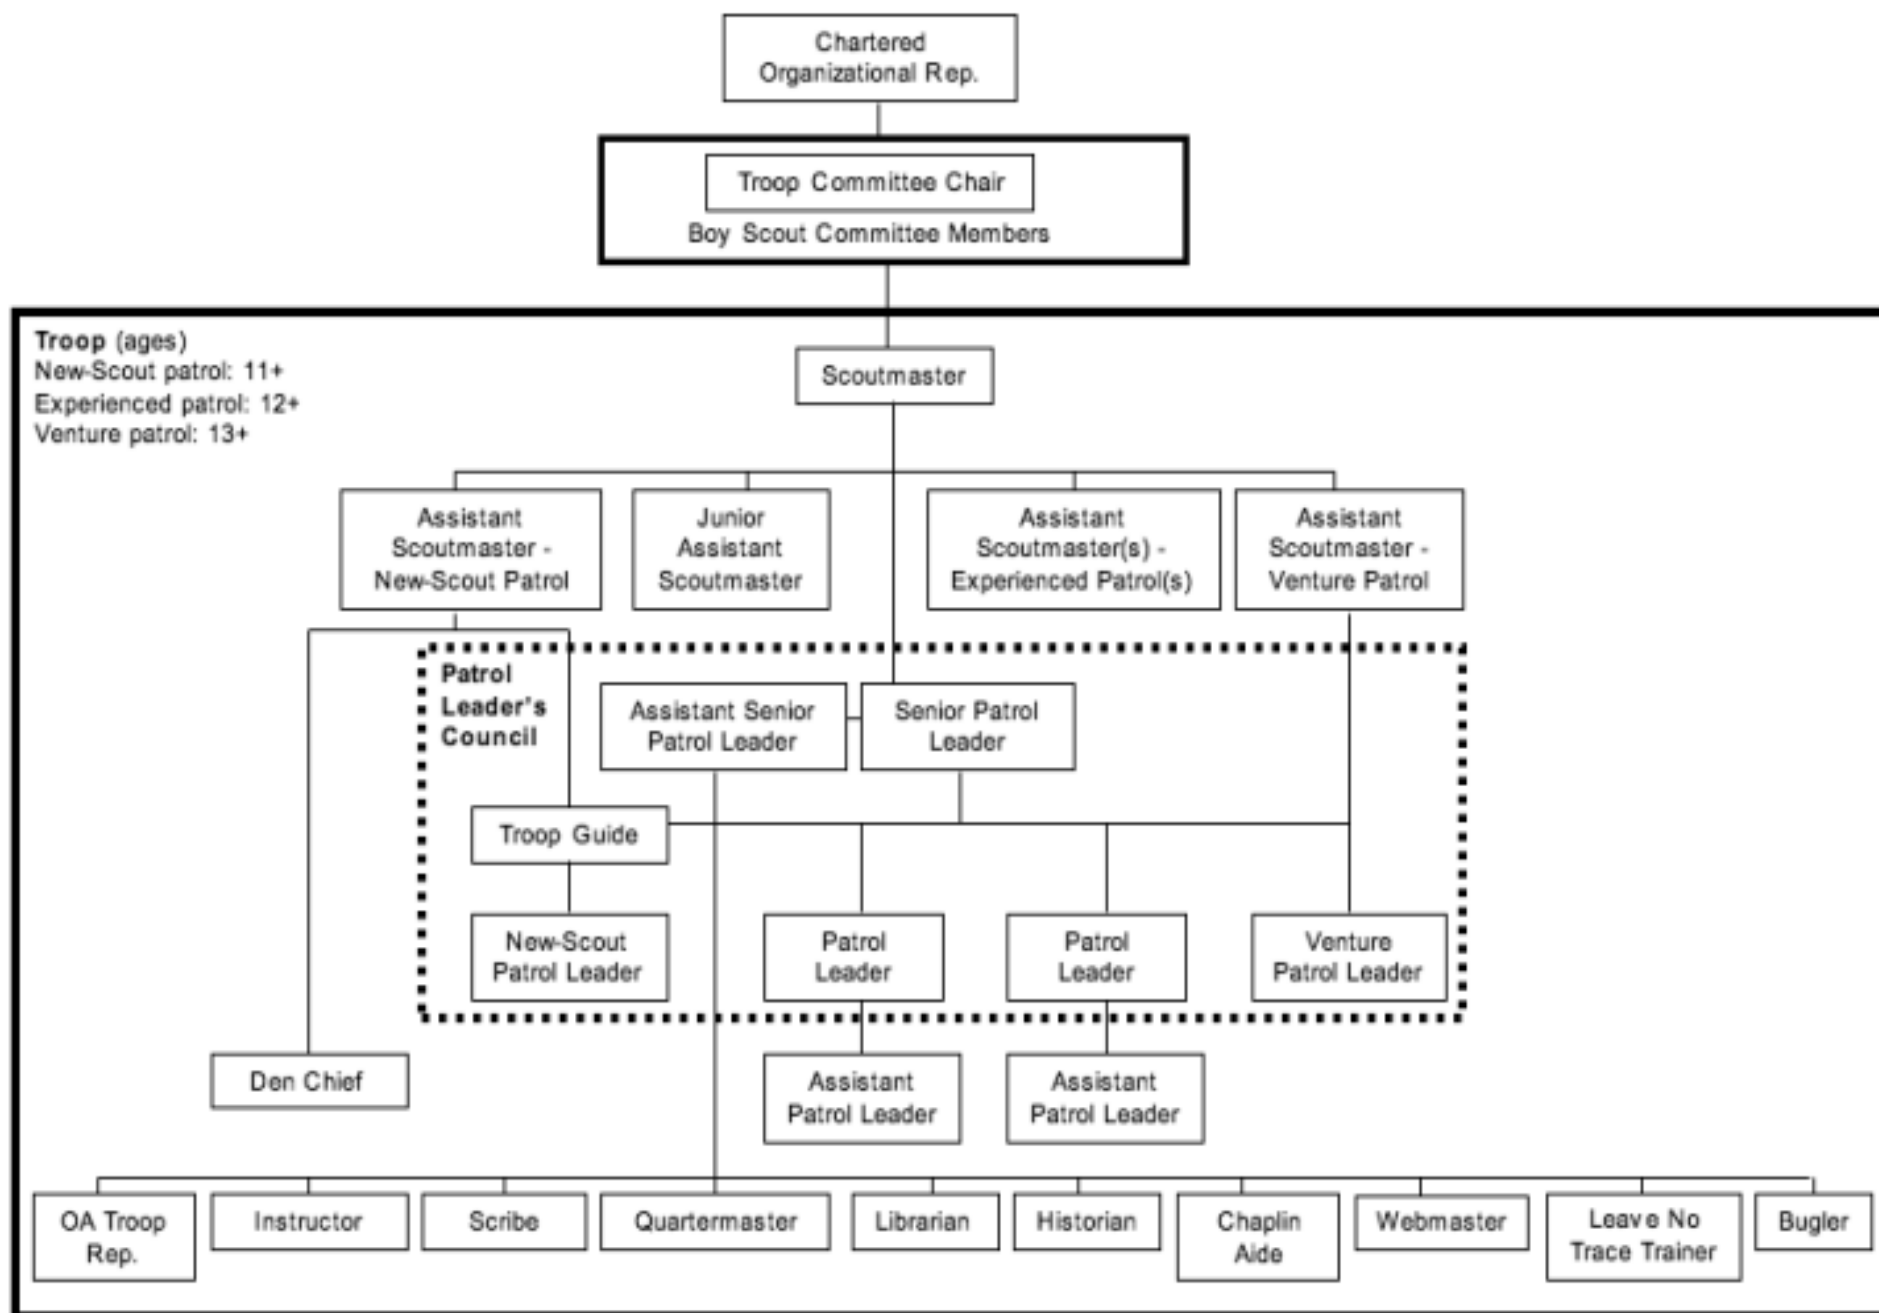 Chartered
Organizational Rep.
Troop Committee Chair
Boy Scout Committee Members
Troop (ages)
New-Scout patrol: 11+
Experienced patrol: 12+
Venture patrol: 13+
Scoutmaster
Assistant
Scoutmaster -
New-Scout Patrol
Junior
Assistant
Scoutmaster
Assistant
Scoutmaster(s) -
Experienced Patrol(s)
Assistant
Scoutmaster -
Venture Patrol
Patrol
Leader's
Council
Assistant Senior
Patrol Leader
Senior Patrol
Leader
Troop Guide
New-Scout
Patrol Leader
Patrol
Leader
Patrol
Leader
Venture
Patrol Leader
Den Chief
Assistant
Patrol Leader
Assistant
Patrol Leader
OA Troop
Rep.
Instructor
Scribe
Quartermaster
Librarian
Historian
Chaplin
Aide
Webmaster
Leave No
Trace Trainer
Bugler